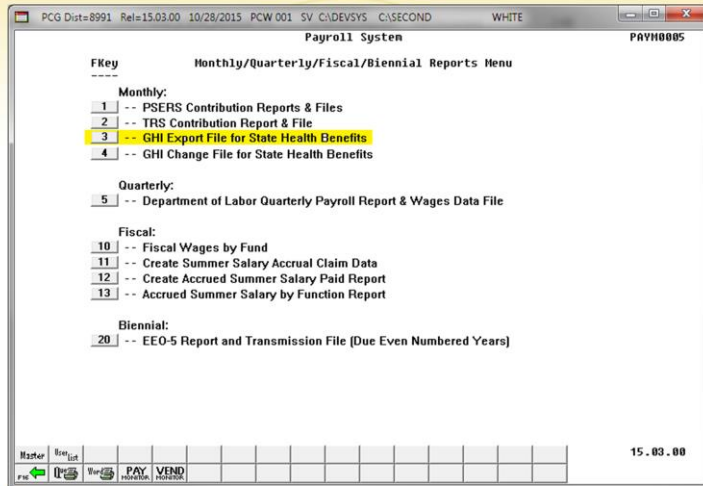 PCG Dist=8991 Rel=15.03.00 10/28/2015 PCW 001 SV C:\DEVSYS C:\SECOND WHITE
Payroll System PAYM0005
FKey Monthly/Quarterly/Fiscal/Biennial Reports Menu
----
Monthly:
1 -- PSERS Contribution Reports & Files
2 -- TRS Contribution Report & File
3 -- GHI Export File for State Health Benefits
4 -- GHI Change File for State Health Benefits
Quarterly:
5 -- Department of Labor Quarterly Payroll Report & Wages Data File
Fiscal:
10 -- Fiscal Wages by Fund
11 -- Create Summer Salary Accrual Claim Data
12 -- Create Accrued Summer Salary Paid Report
13 -- Accrued Summer Salary by Function Report
Biennial:
20 -- EEO-5 Report and Transmission File (Due Even Numbered Years)
Master User list 15.03.00
F16 Que Word PAY MONITOR VEND MONITOR